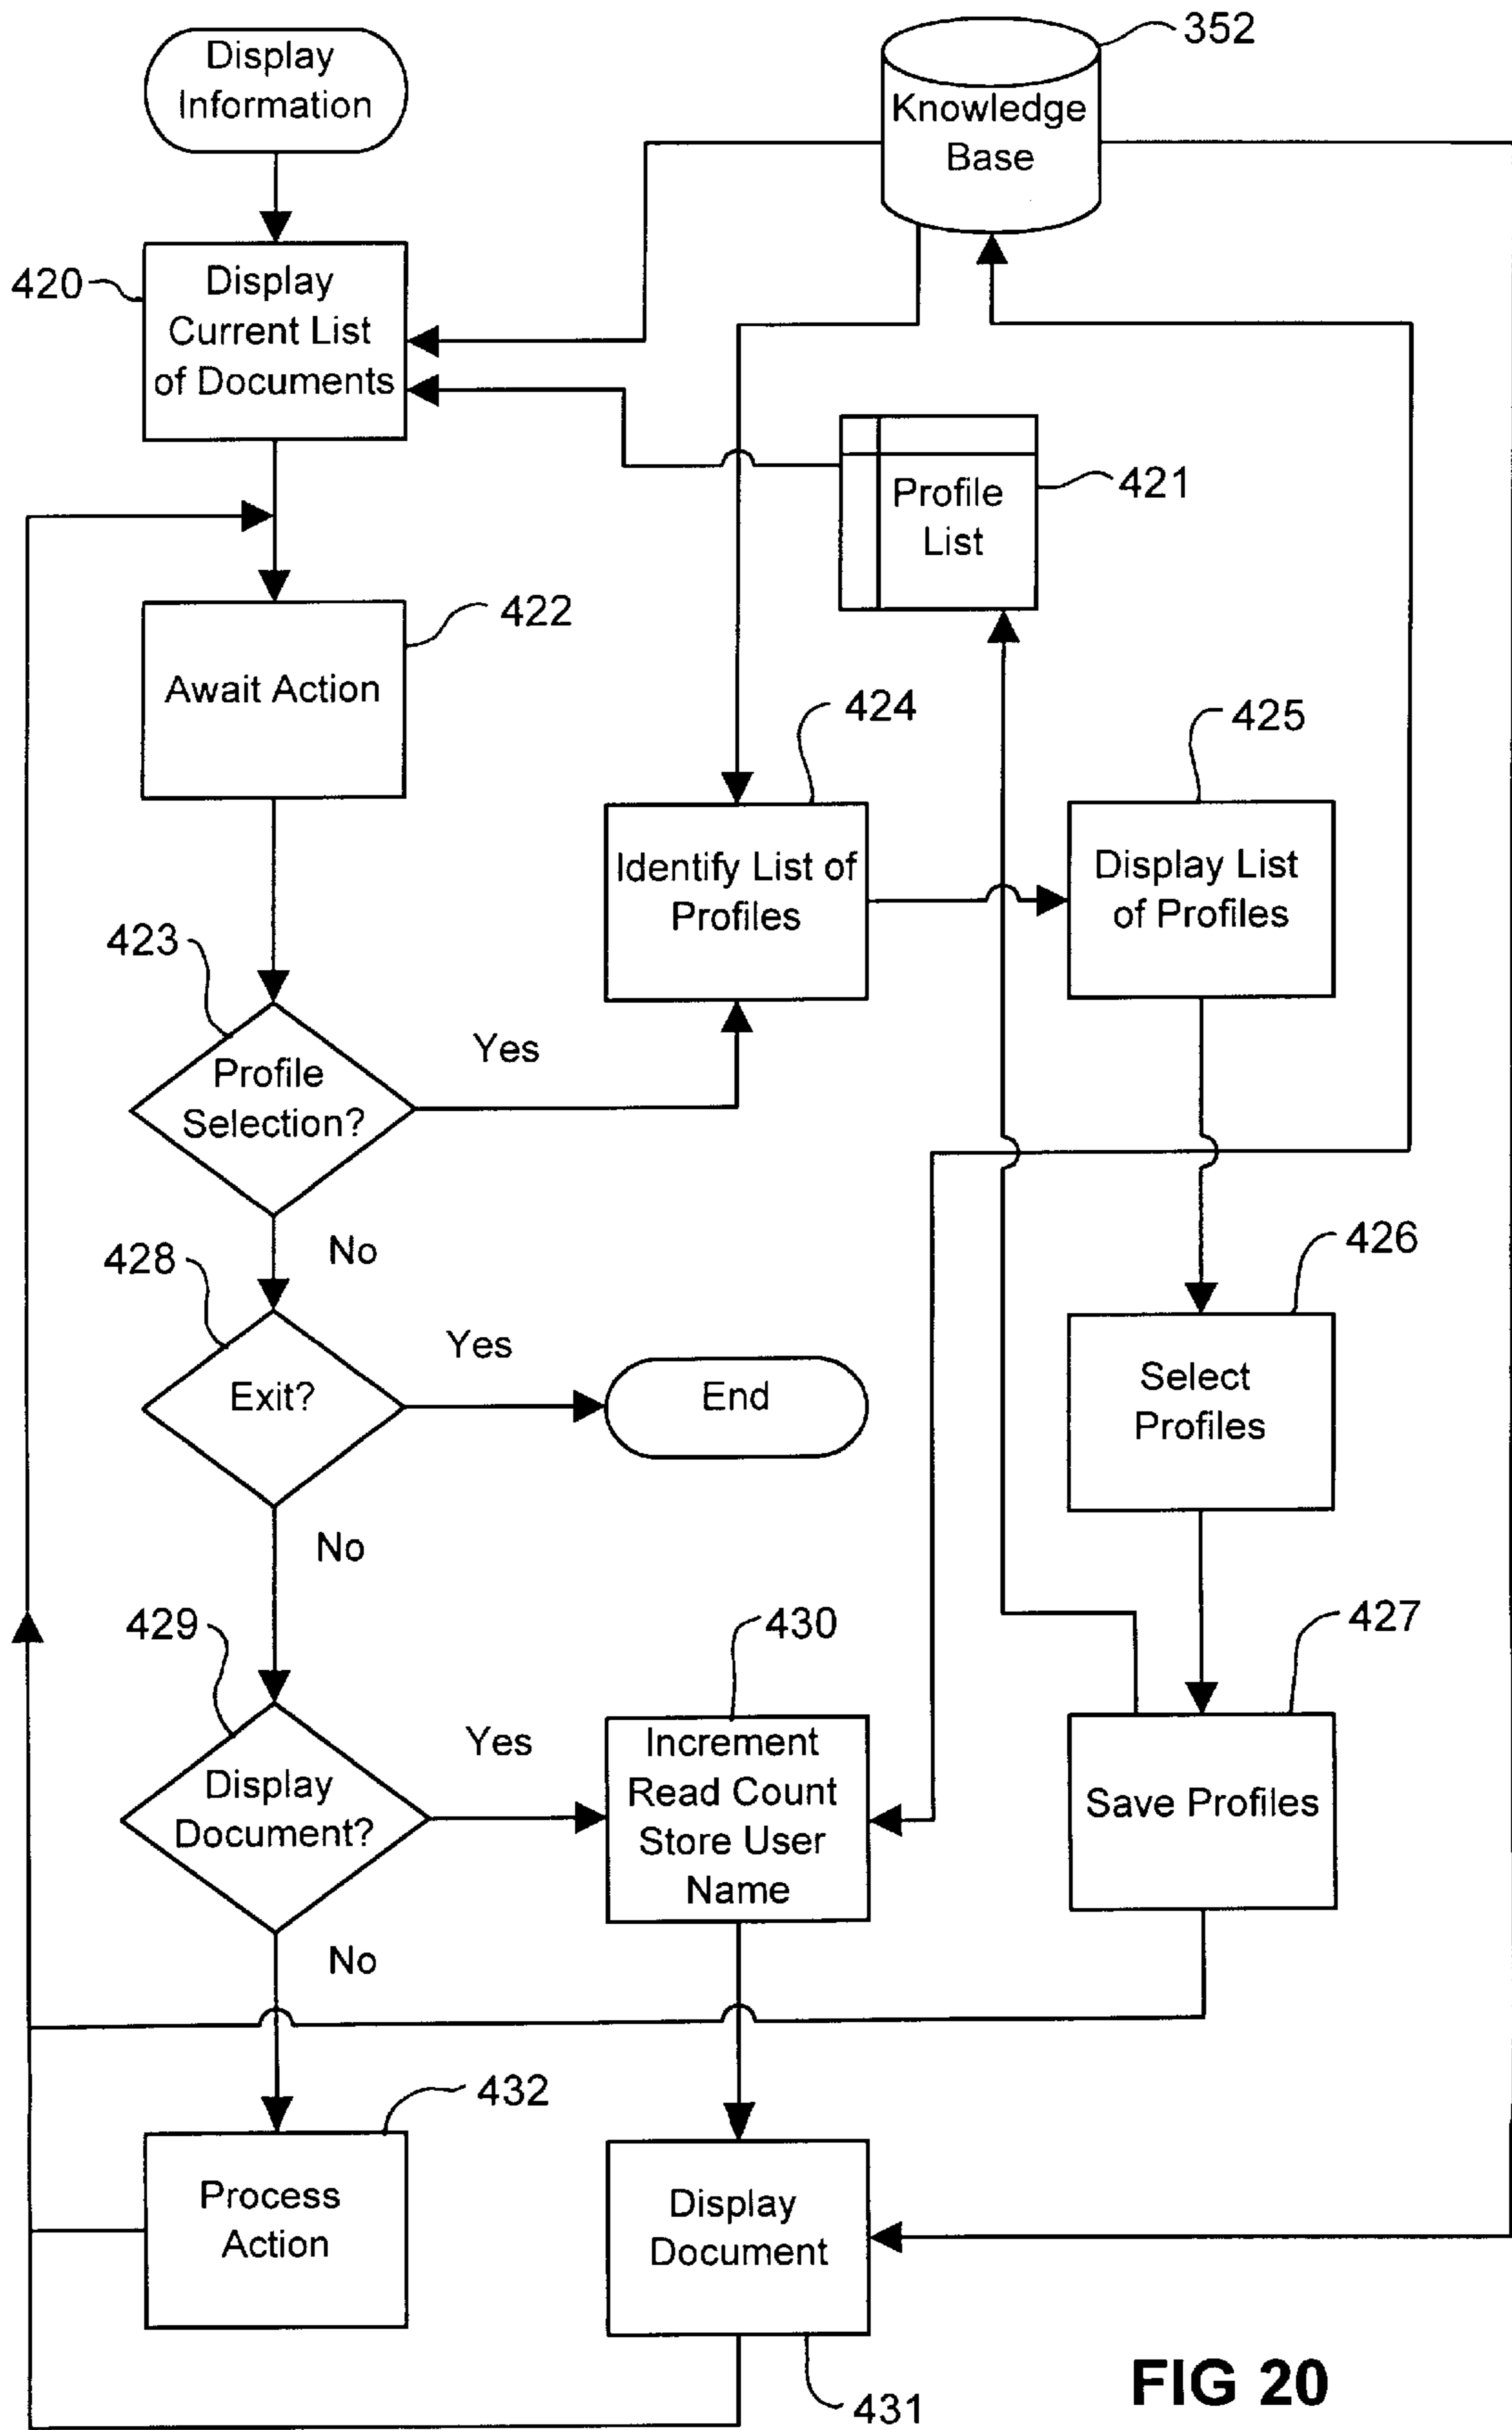 Display
Information
352
Knowledge
Base
420
Display
Current List
of Documents
Profile
List
421
422
Await Action
424
Identify List of
Profiles
425
Display List
of Profiles
423
Profile
Selection?
Yes
No
428
Exit?
Yes
End
426
Select
Profiles
No
429
Display
Document?
Yes
430
Increment
Read Count
Store User
Name
427
Save Profiles
No
432
Process
Action
Display
Document
431
FIG 20